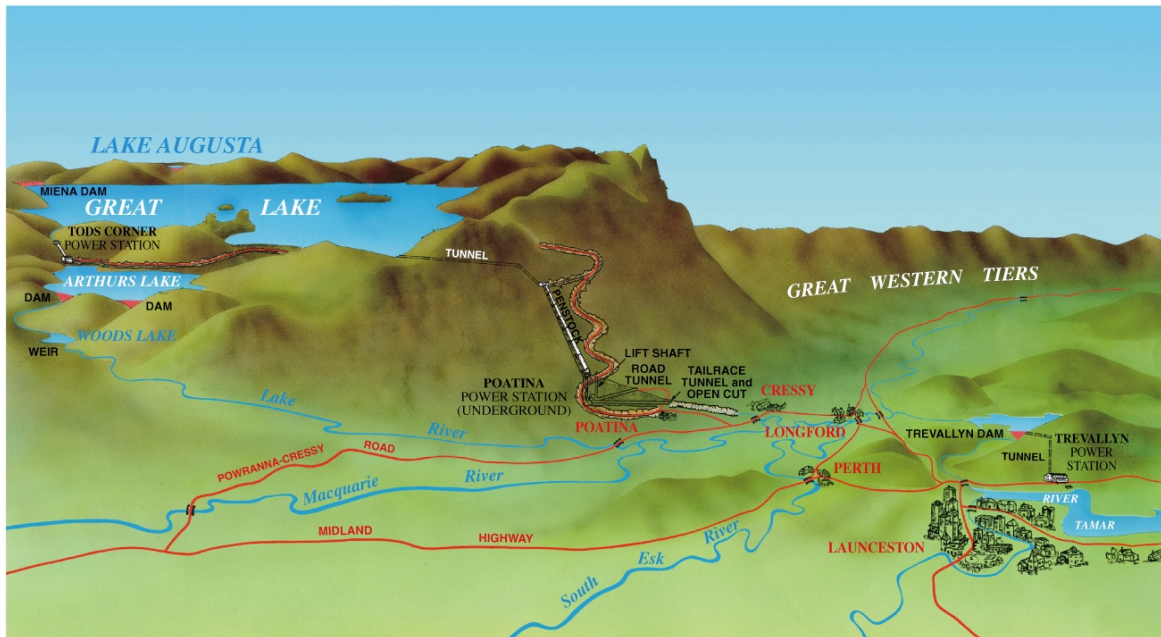 LAKE AUGUSTA
MIENA DAM
GREAT LAKE
TODS CORNER
POWER STATION
TUNNEL
ARTHURS LAKE
DAM
DAM
WOODS LAKE
WEIR
PENSTOCK
GREAT WESTERN TIERS
LIFT SHAFT
ROAD
TUNNEL
TAILRACE
TUNNEL and
OPEN CUT
POATINA
POWER STATION
(UNDERGROUND)
POATINA
CRESSY
LONGFORD
Lake River
POWRANNA-CRESSY ROAD
Macquarie River
PERTH
TREVALLYN DAM
TUNNEL
TREVALLYN
POWER
STATION
RIVER
TAMAR
MIDLAND HIGHWAY
LAUNCESTON
South Esk River